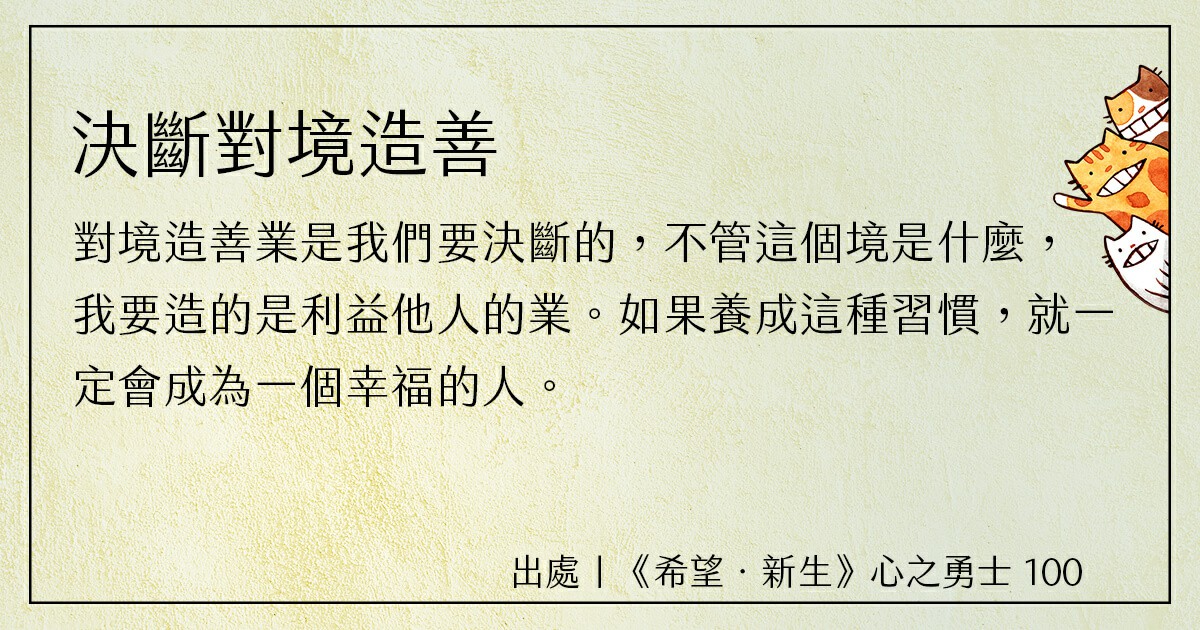 決斷對境造善
對境造善業是我們要決斷的，不管這個境是什麼，
我要造的是利益他人的業。如果養成這種習慣，就一
定會成為一個幸福的人。
出處|《希望．新生》心之勇士 100